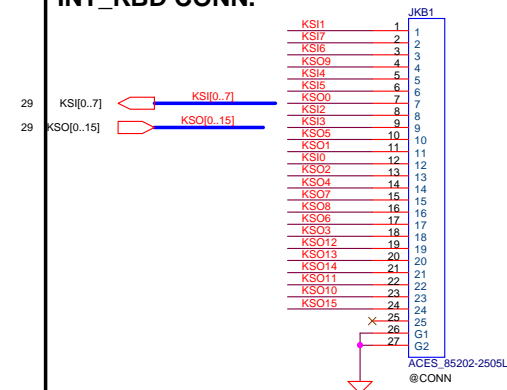 INT_KBD CONN.
JKB1
KSI1 1 1
KSI7 2 2
KSI6 3 3
KSO9 4 4
KSI4 5 5
KSI5 6 6
KSO0 7 7
KSI2 8 8
KSI3 9 9
KSO5 10 10
KSO1 11 11
KSI0 12 12
KSO2 13 13
KSO4 14 14
KSO7 15 15
KSO8 16 16
KSO6 17 17
KSO3 18 18
KSO12 19 19
KSO13 20 20
KSO14 21 21
KSO11 22 22
KSO10 23 23
KSO15 24 24
25 25
26 G1
27 G2
29 KSI[0..7] KSI[0..7]
29 KSO[0..15] KSO[0..15]
ACES_85202-2505L
@CONN